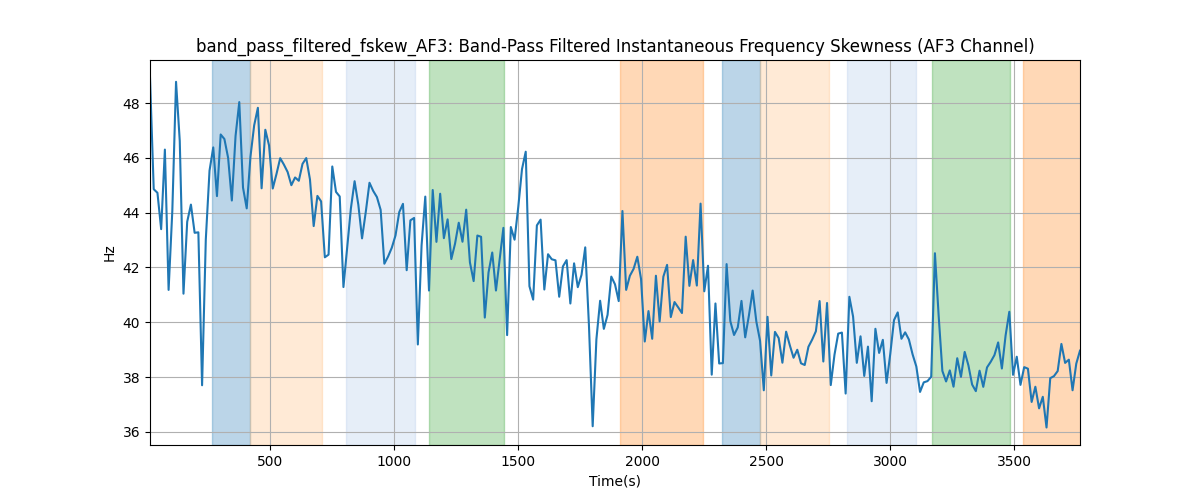 band_pass_filtered_fskew_AF3: Band-Pass Filtered Instantaneous Frequency Skewness (AF3 Channel)
48
46
44
42
40
38
36
Hz
500 1000 1500 2000 2500 3000 3500
Time(s)